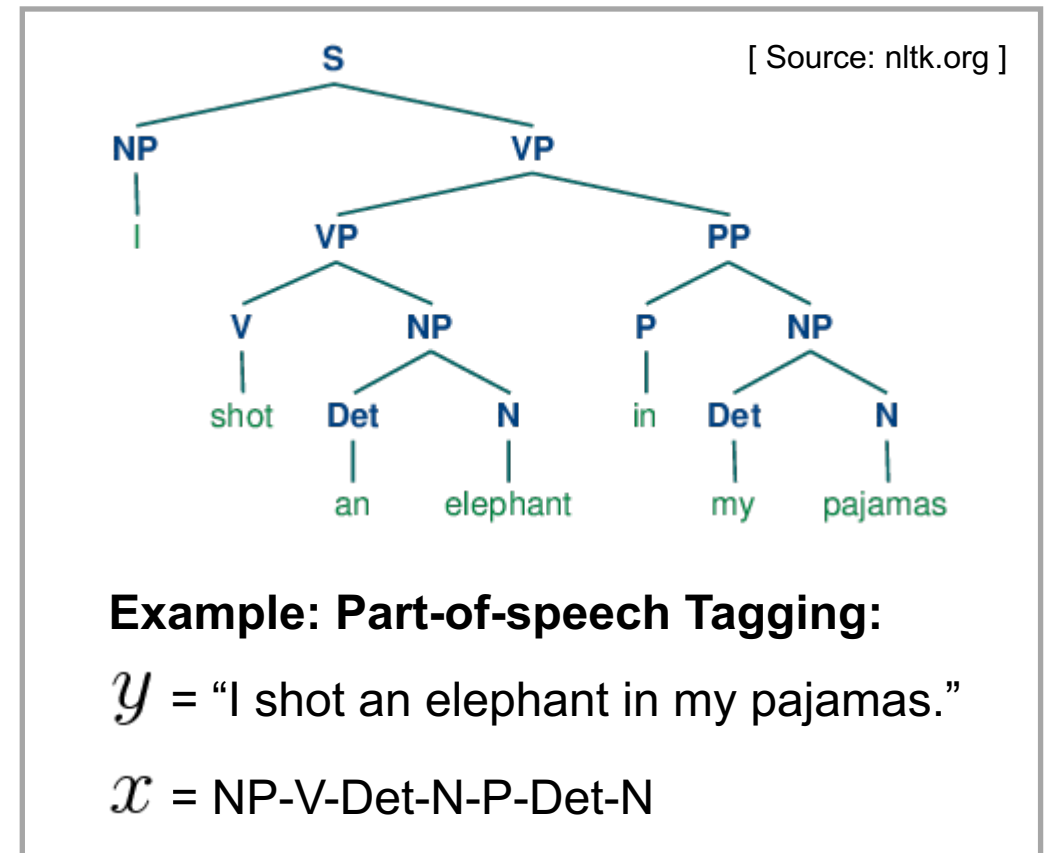 S [ Source: nltk.org ]
NP VP
I VP PP
V NP P NP
shot Det N in Det N
an elephant my pajamas
Example: Part-of-speech Tagging:
y = “I shot an elephant in my pajamas.”
x = NP-V-Det-N-P-Det-N